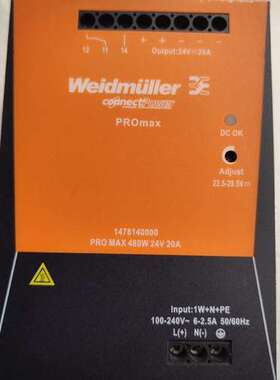 12 11 14 + + − − −
Output:24V⎓20A
Weidmüller
connectPower
PROmax
DC OK
Adjust
22.5-29.5V
1478140000
PRO MAX 480W 24V 20A
Input:1W+N+PE
100-240V~ 6-2.5A 50/60Hz
L(+) N(-)